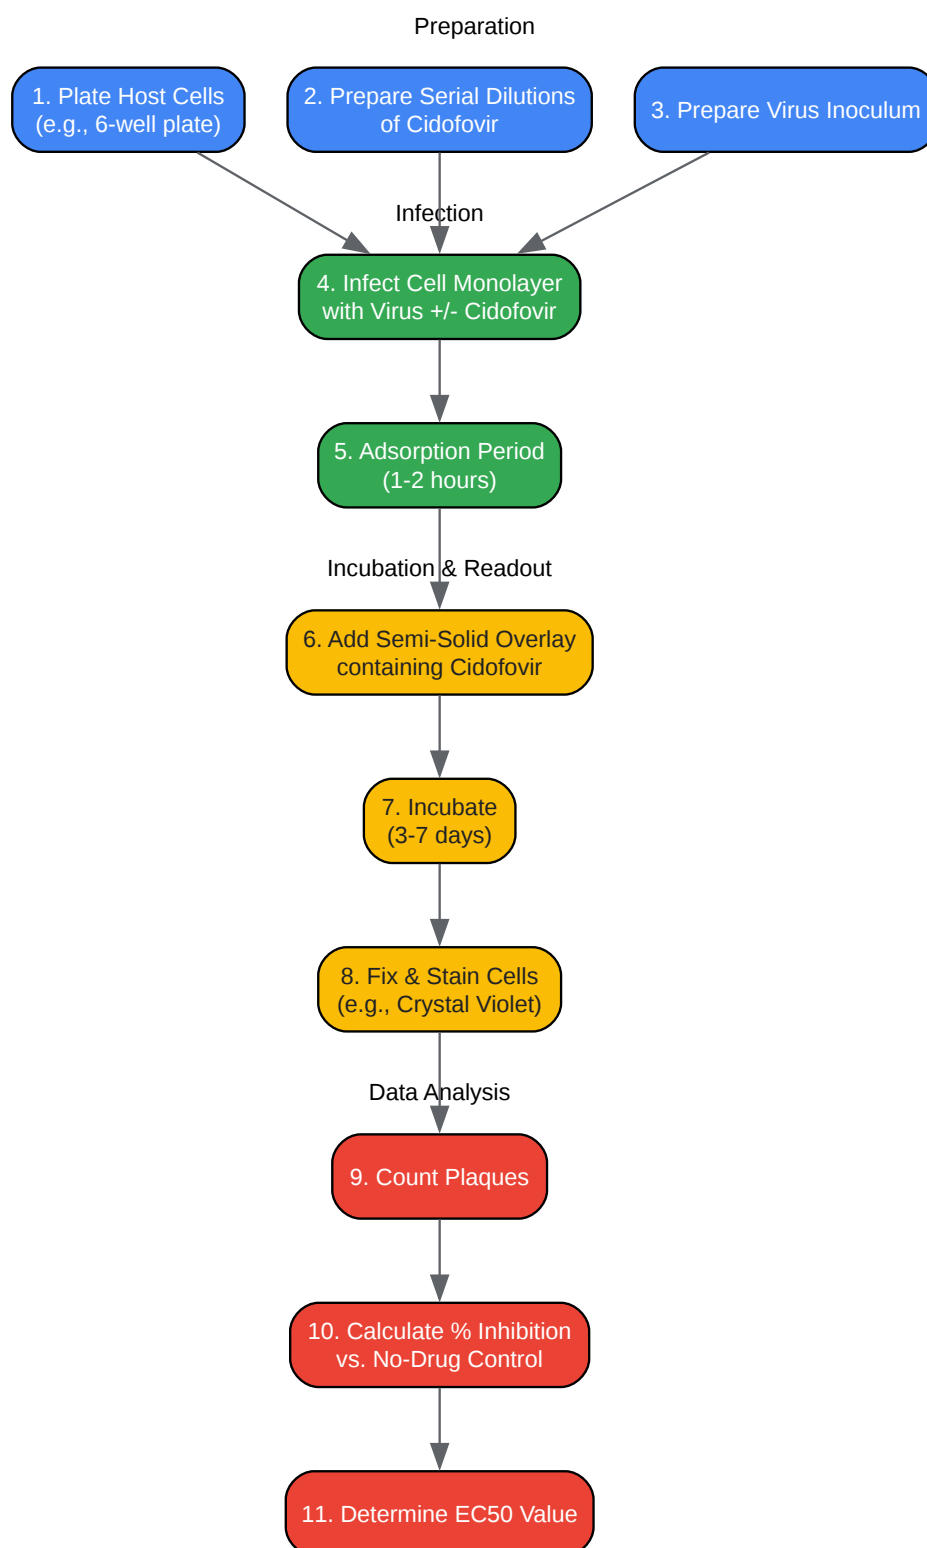 Preparation
1. Plate Host Cells
(e.g., 6-well plate)
2. Prepare Serial Dilutions
of Cidofovir
3. Prepare Virus Inoculum
Infection
4. Infect Cell Monolayer
with Virus +/- Cidofovir
5. Adsorption Period
(1-2 hours)
Incubation & Readout
6. Add Semi-Solid Overlay
containing Cidofovir
7. Incubate
(3-7 days)
8. Fix & Stain Cells
(e.g., Crystal Violet)
Data Analysis
9. Count Plaques
10. Calculate % Inhibition
vs. No-Drug Control
11. Determine EC50 Value